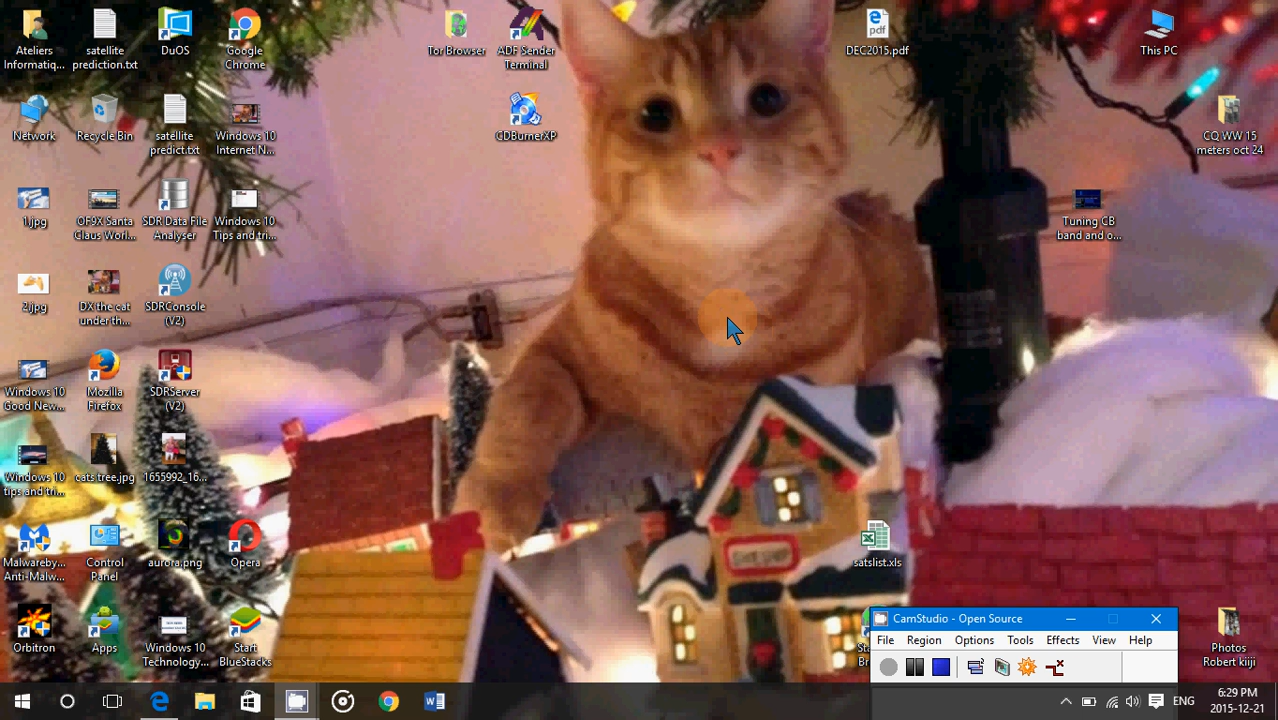 Ateliers
Informatiq...
satellite
prediction.txt
DuOS
Google
Chrome
Tor Browser
ADF Sender
Terminal
DEC2015.pdf
This PC
Network
Recycle Bin
satellite
predict.txt
Windows 10
Internet N...
CDBurnerXP
CQ WW 15
meters oct 24
1.jpg
OF9X Santa
Claus Worl...
SDR Data File
Analyser
Windows 10
Tips and tri...
Tuning CB
band and o...
2.jpg
DX the cat
under th...
SDRConsole
(V2)
Windows 10
Good New...
Mozilla
Firefox
SDRServer
(V2)
Windows 10
tips and tri...
cats tree.jpg
1655992_16...
Malwareby...
Anti-Malw...
Control
Panel
aurora.png
Opera
satslist.xls
Orbitron
Apps
Windows 10
Technology...
Start
BlueStacks
Photos
Robert kiiji
CamStudio - Open Source
File Region Options Tools Effects View Help
ENG
6:29 PM
2015-12-21